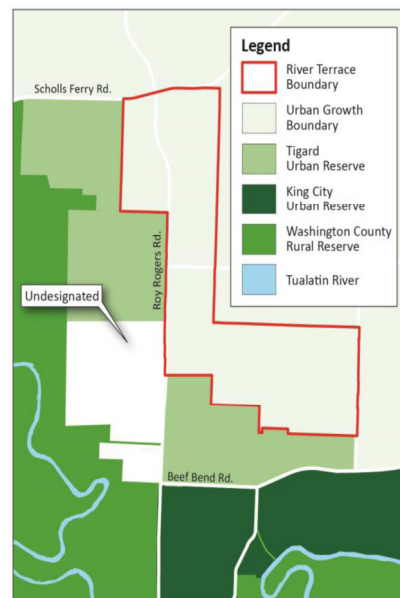 Legend
River Terrace
Boundary
Urban Growth
Boundary
Tigard
Urban Reserve
King City
Urban Reserve
Washington County
Rural Reserve
Tualatin River
Scholls Ferry Rd.
Roy Rogers Rd.
Undesignated
Beef Bend Rd.